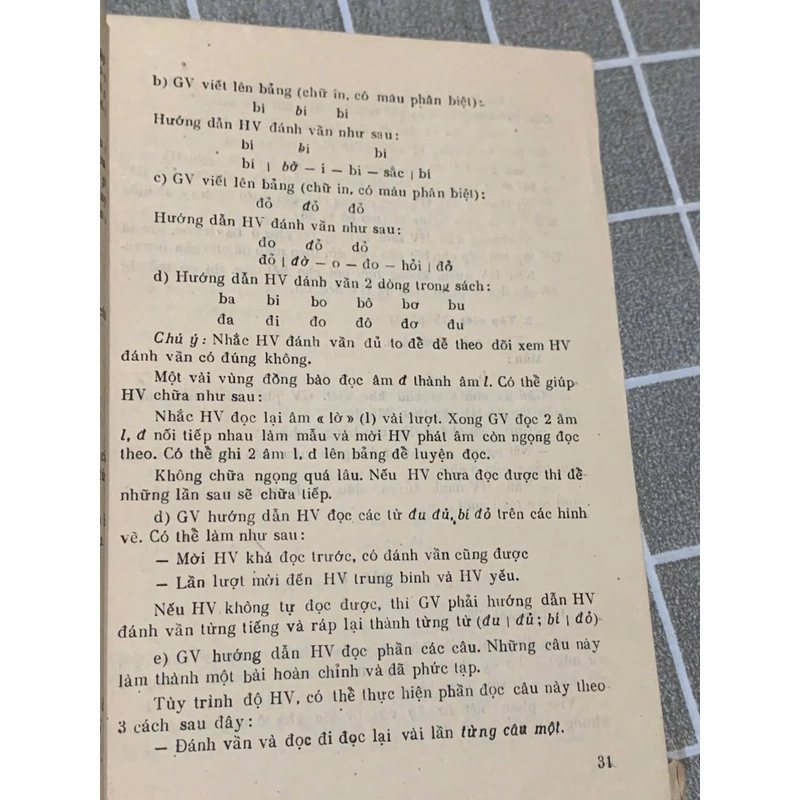 b) GV viết lên bảng (chữ in, có màu phân biệt):
bi bi bí
Hướng dẫn HV đánh vần như sau:
bi bi bi
bí | bờ – i – bi – sắc | bí
c) GV viết lên bảng (chữ in, có màu phân biệt):
đỏ đỏ đỏ
Hướng dẫn HV đánh vần như sau:
đo đỏ đỏ
đỏ | đờ – o – đo – hỏi | đỏ
d) Hướng dẫn HV đánh vần 2 dòng trong sách:
ba bi bo bô bơ bu
đa đi đo đô đơ đu
Chú ý: Nhắc HV đánh vần đủ to để dễ theo dõi xem HV
đánh vần có đúng không.
Một vài vùng đồng bào đọc âm đ thành âm l. Có thể giúp
HV chữa như sau:
Nhắc HV đọc lại âm « lờ » (l) vài lượt. Xong GV đọc 2 âm
l, đ nối tiếp nhau làm mẫu và mời HV phát âm còn ngọng đọc
theo. Có thể ghi 2 âm l, đ lên bảng để luyện đọc.
Không chữa ngọng quá lâu. Nếu HV chưa đọc được thì để
những lần sau sẽ chữa tiếp.
d) GV hướng dẫn HV đọc các từ đu đủ, bí đỏ trên các hình
vẽ. Có thể làm như sau:
– Mời HV khá đọc trước, có đánh vần cũng được
– Lần lượt mời đến HV trung bình và HV yếu.
Nếu HV không tự đọc được, thì GV phải hướng dẫn HV
đánh vần từng tiếng và ráp lại thành từng từ (đu | đủ; bí | đỏ)
e) GV hướng dẫn HV đọc phần các câu. Những câu này
làm thành một bài hoàn chỉnh và đã phức tạp.
Tùy trình độ HV, có thể thực hiện phần đọc câu này theo
3 cách sau đây:
– Đánh vần và đọc đi đọc lại vài lần từng câu một.
31